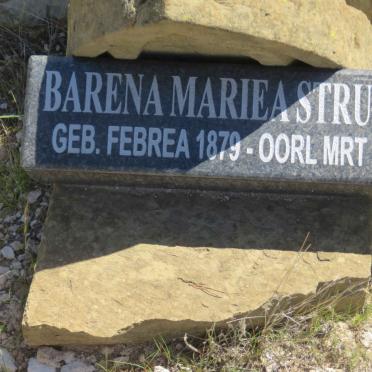 BARENA MARIEA STRU
GEB. FEBREA 1879 - OORL MRT